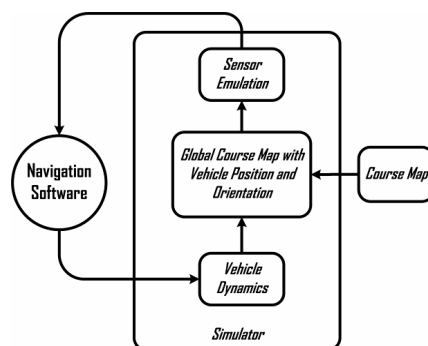 Sensor
Emulation
Navigation
Software
Global Course Map with
Vehicle Position and
Orientation
Course Map
Vehicle
Dynamics
Simulator